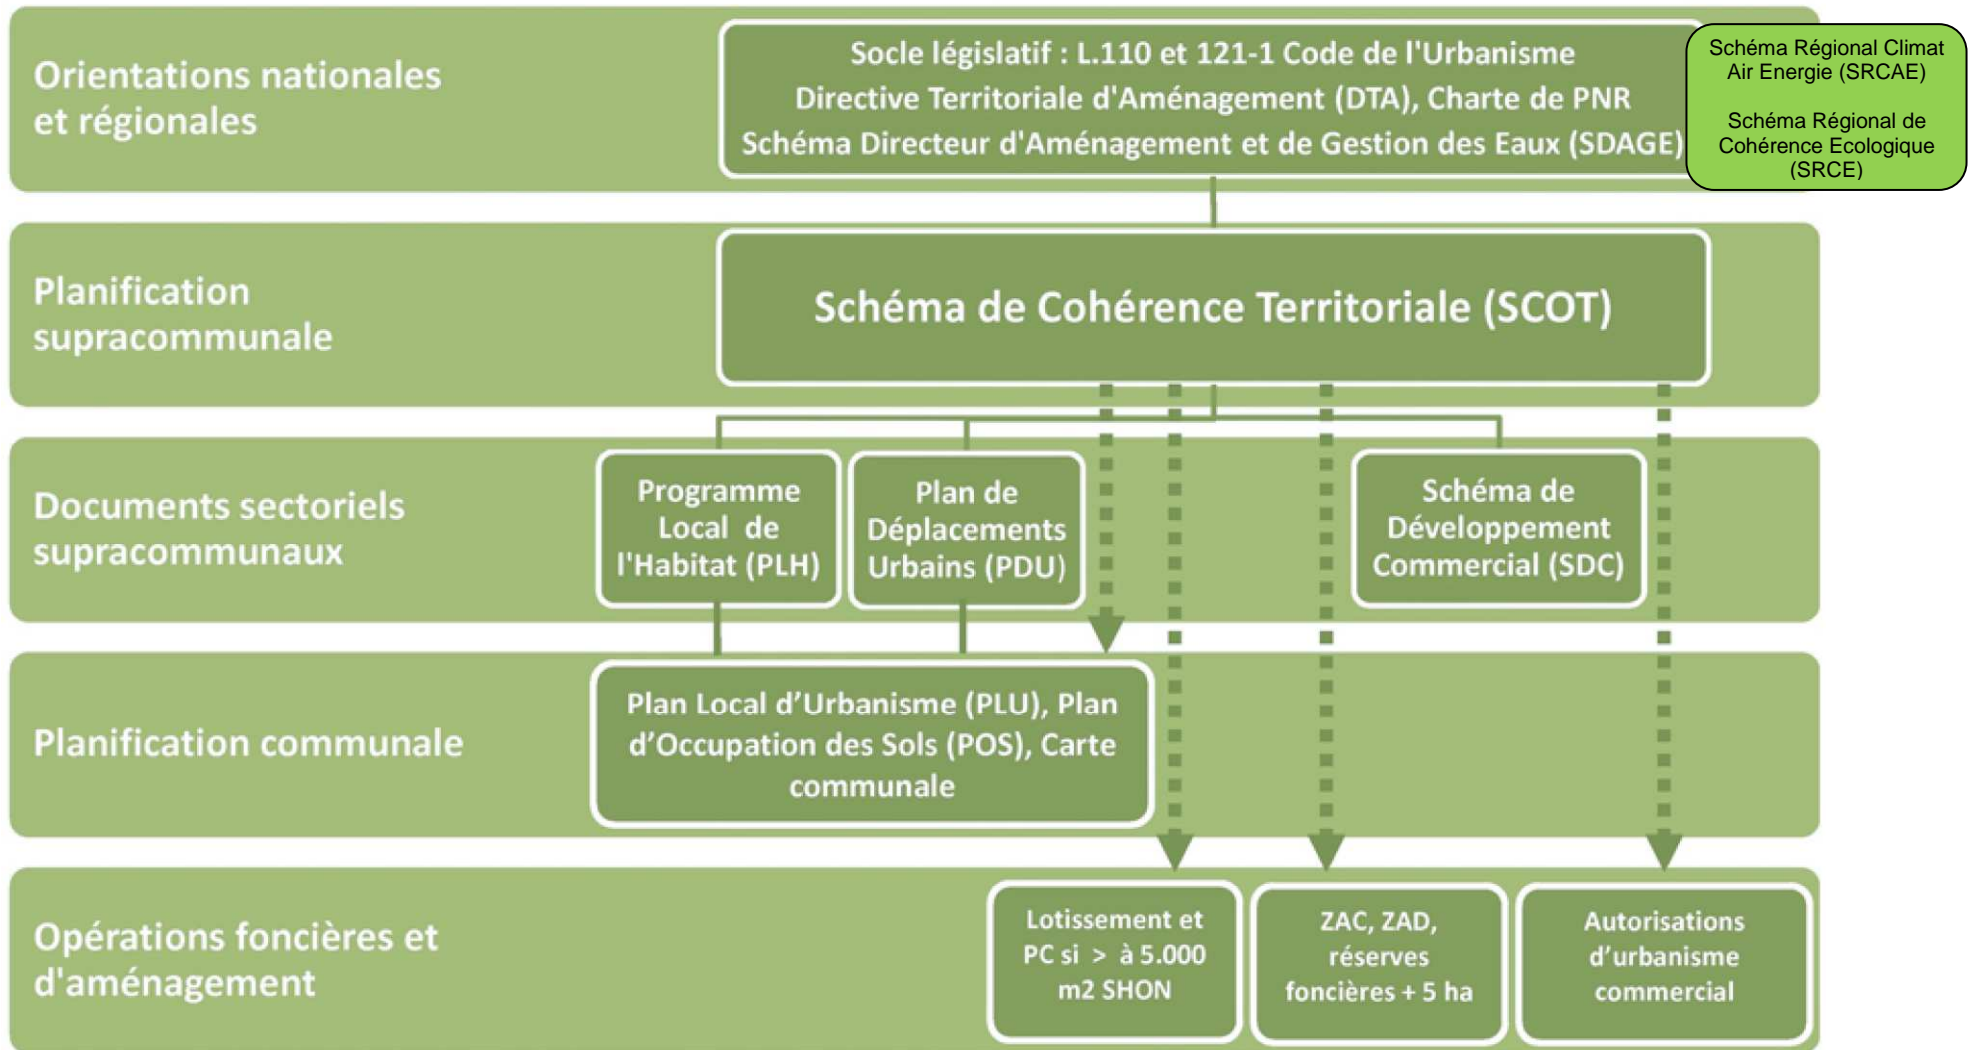 Orientations nationales
et régionales
Socle législatif : L.110 et 121-1 Code de l'Urbanisme
Directive Territoriale d'Aménagement (DTA), Charte de PNR
Schéma Directeur d'Aménagement et de Gestion des Eaux (SDAGE)
Schéma Régional Climat
Air Energie (SRCAE)
Schéma Régional de
Cohérence Ecologique
(SRCE)
Planification
supracommunale
Schéma de Cohérence Territoriale (SCOT)
Documents sectoriels
supracommunaux
Programme
Local de
l'Habitat (PLH)
Plan de
Déplacements
Urbains (PDU)
Schéma de
Développement
Commercial (SDC)
Planification communale
Plan Local d’Urbanisme (PLU), Plan
d’Occupation des Sols (POS), Carte
communale
Opérations foncières et
d'aménagement
Lotissement et
PC si > à 5.000
m2 SHON
ZAC, ZAD,
réserves
foncières + 5 ha
Autorisations
d’urbanisme
commercial